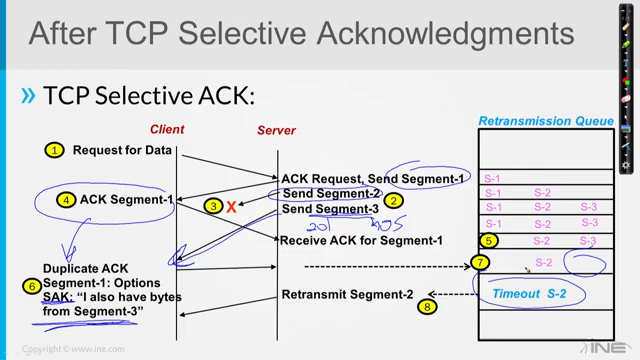 After TCP Selective Acknowledgments
» TCP Selective ACK:
Retransmission Queue
Client
Server
1 Request for Data
ACK Request, Send Segment-1
Send Segment-2
2
3 X
4 ACK Segment-1
Send Segment-3
201
Receive ACK for Segment-1
S-1
S-1 S-2
S-1 S-2 S-3
S-1 S-2 S-3
5 S-2 S-3
7 S-2
6
Duplicate ACK
Segment-1: Options
SAK: “I also have bytes
from Segment-3”
Retransmit Segment-2
8
Timeout S-2
Copyright © www.ine.com
INE